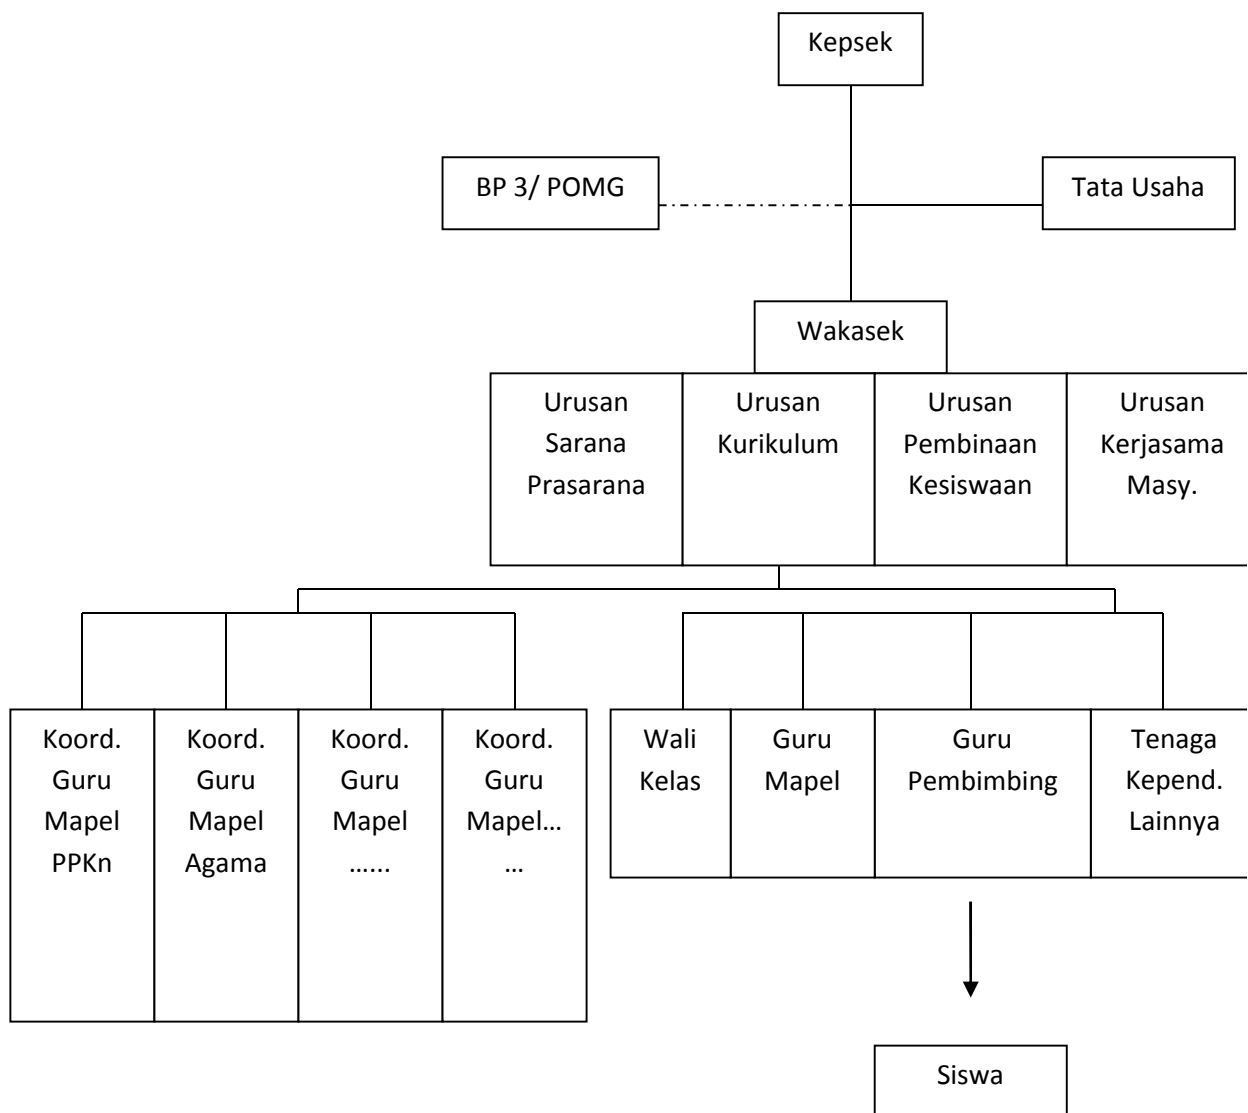 Kepsek
BP 3/ POMG
Tata Usaha
Wakasek
Urusan
Sarana
Prasarana
Urusan
Kurikulum
Urusan
Pembinaan
Kesiswaan
Urusan
Kerjasama
Masy.
Koord.
Guru
Mapel
PPKn
Koord.
Guru
Mapel
Agama
Koord.
Guru
Mapel
…...
Koord.
Guru
Mapel…
…
Wali
Kelas
Guru
Mapel
Guru
Pembimbing
Tenaga
Kepend.
Lainnya
Siswa